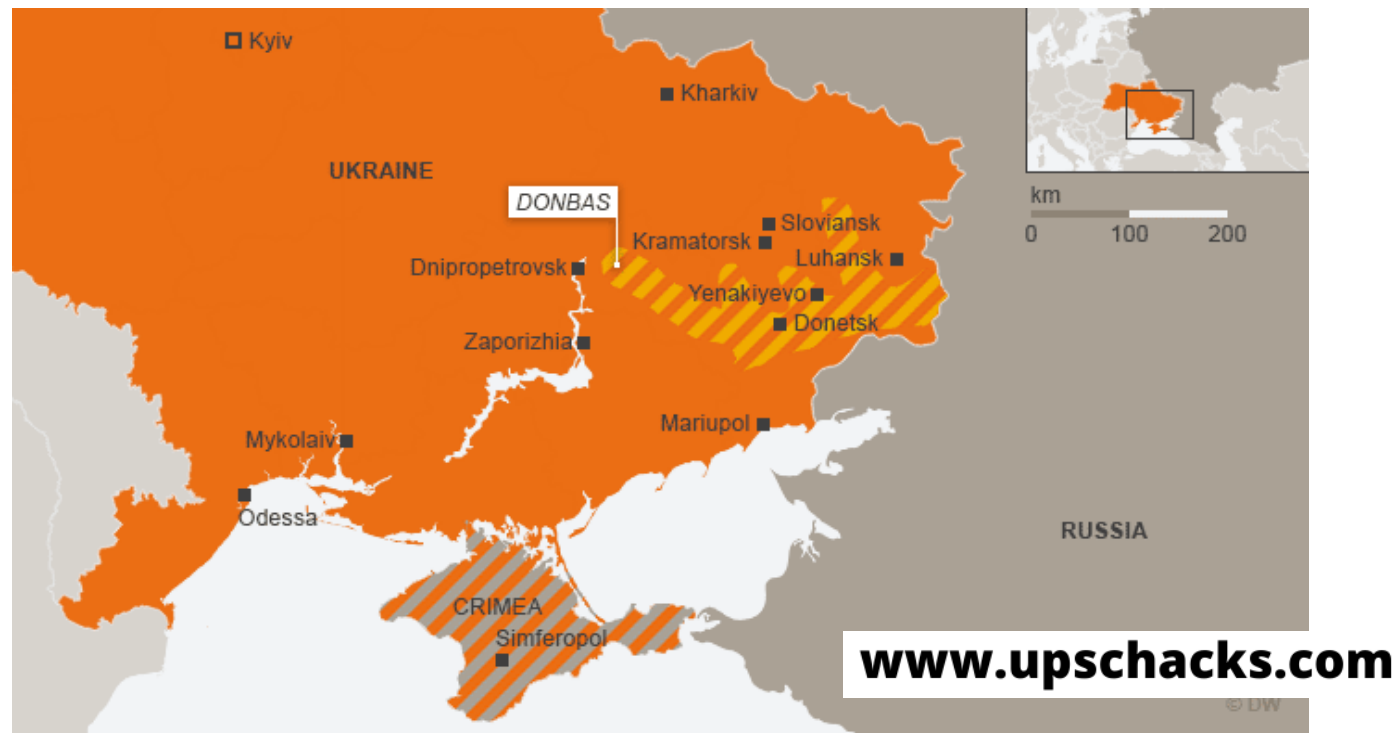 Kyiv
Kharkiv
UKRAINE
km
0 100 200
DONBAS
Sloviansk
Kramatorsk
Luhansk
Dnipropetrovsk
Yenakiyevo
Donetsk
Zaporizhia
Mariupol
Mykolaiv
Odessa
RUSSIA
CRIMEA
Simferopol
www.upschacks.com
© DW